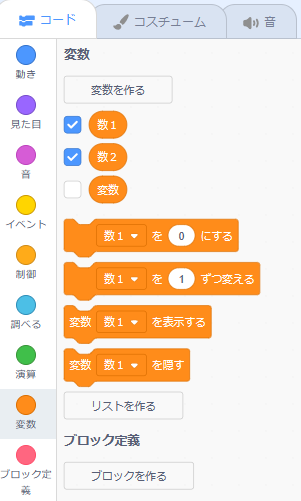 コード
コスチューム
音
動き
見た目
音
イベント
制御
調べる
演算
変数
ブロック定
義
変数
変数を作る
数１
数２
変数
数１ を 0 にする
数１ を 1 ずつ変える
変数 数１ を表示する
変数 数１ を隠す
リストを作る
ブロック定義
ブロックを作る